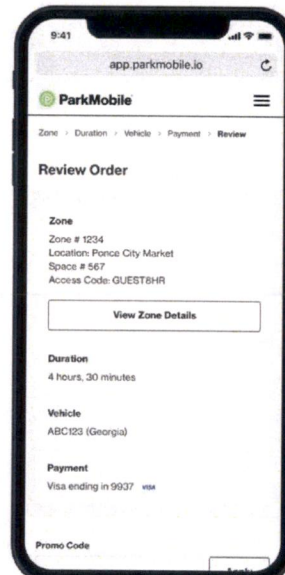 9:41
app.parkmobile.io
ParkMobile
Zone > Duration > Vehicle > Payment > Review
Review Order
Zone
Zone # 1234
Location: Ponce City Market
Space # 567
Access Code: GUEST8HR
View Zone Details
Duration
4 hours, 30 minutes
Vehicle
ABC123 (Georgia)
Payment
Visa ending in 9937 VISA
Promo Code
Apply